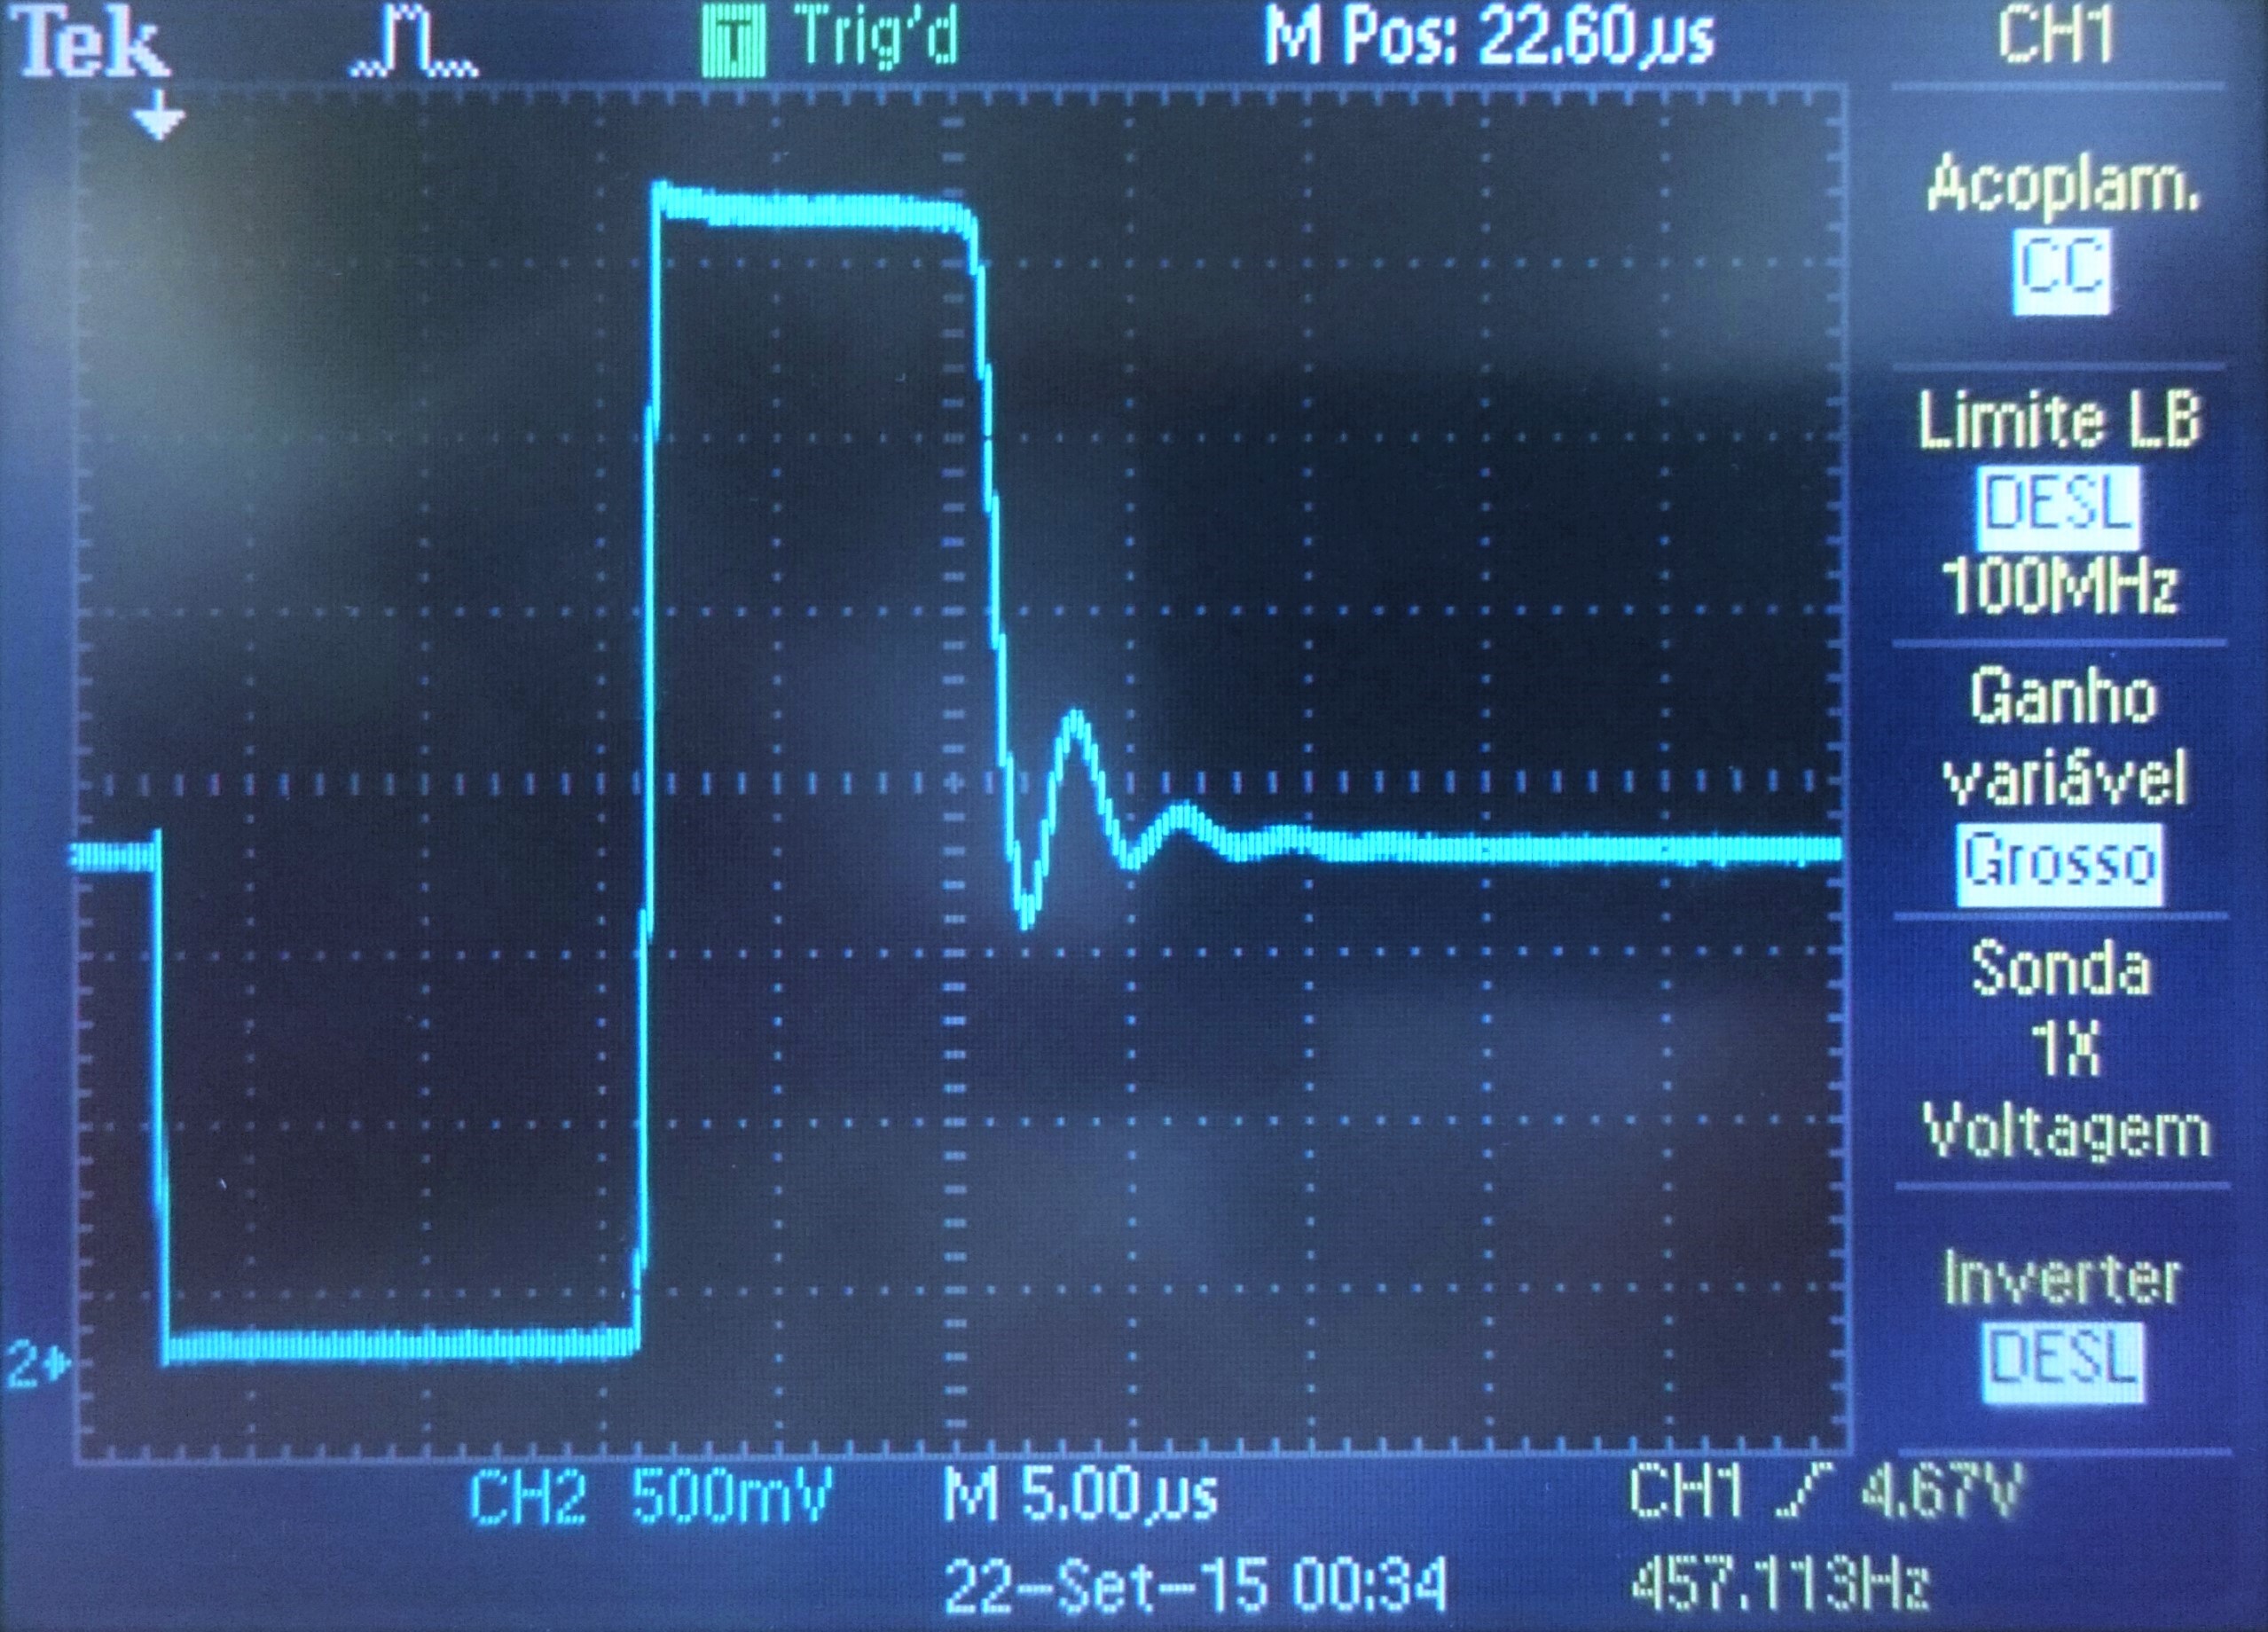 Tek T Trig'd M Pos: 22.60µs CH1
Acoplam.
CC
Limite LB
DESL
100MHz
Ganho
variável
Grosso
Sonda
1X
Voltagem
Inverter
DESL
2
CH2 500mV M 5.00µs CH1 4.67V
22-Set-15 00:34 457.113Hz